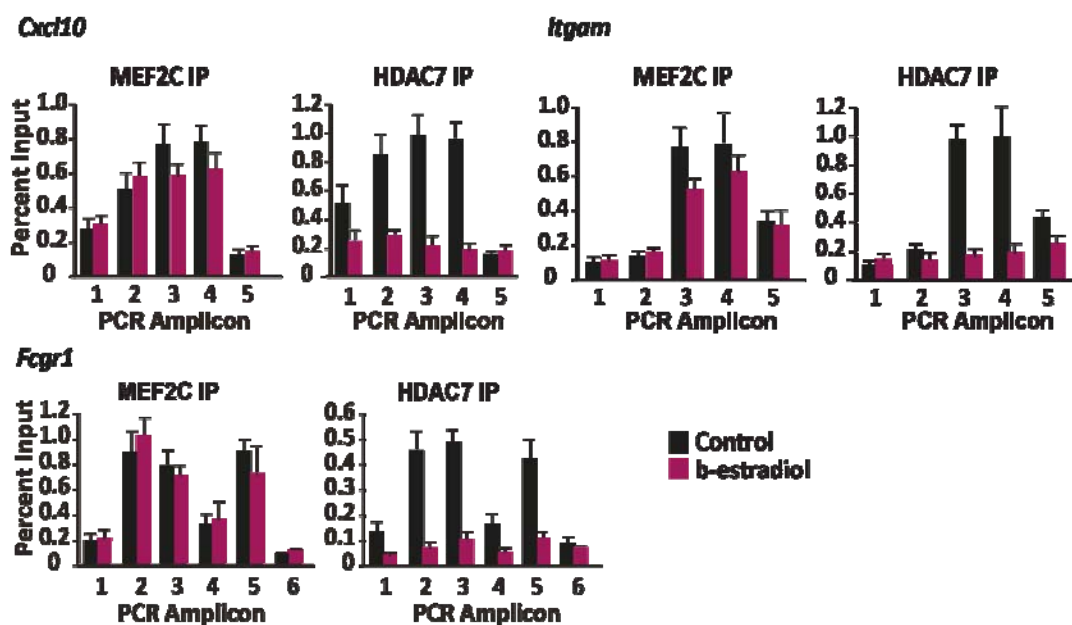 Cxcl10
MEF2C IP
HDAC7 IP
Percent Input
1.0
0.8
0.6
0.4
0.2
0
1 2 3 4 5
PCR Amplicon
1.2
1.0
0.8
0.6
0.4
0.2
0
1 2 3 4 5
PCR Amplicon
Itgam
MEF2C IP
HDAC7 IP
1.0
0.8
0.6
0.4
0.2
0
1 2 3 4 5
PCR Amplicon
1.2
1.0
0.8
0.6
0.4
0.2
0
1 2 3 4 5
PCR Amplicon
Fcgr1
MEF2C IP
HDAC7 IP
Percent Input
1.2
1.0
0.8
0.6
0.4
0.2
0
1 2 3 4 5 6
PCR Amplicon
0.6
0.5
0.4
0.3
0.2
0.1
0
1 2 3 4 5 6
PCR Amplicon
Control
b-estradiol